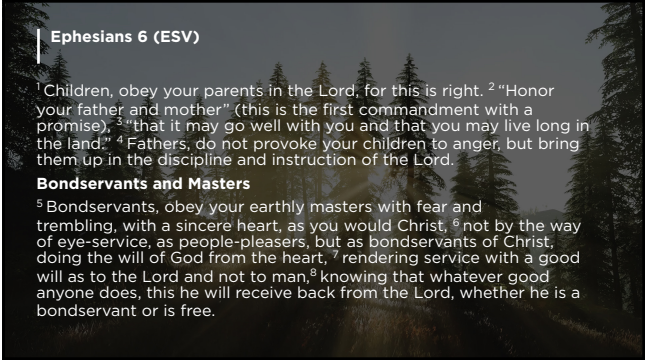 Ephesians 6 (ESV)
¹ Children, obey your parents in the Lord, for this is right. ² “Honor
your father and mother” (this is the first commandment with a
promise), ³ “that it may go well with you and that you may live long in
the land.” ⁴ Fathers, do not provoke your children to anger, but bring
them up in the discipline and instruction of the Lord.
Bondservants and Masters
⁵ Bondservants, obey your earthly masters with fear and
trembling, with a sincere heart, as you would Christ, ⁶ not by the way
of eye-service, as people-pleasers, but as bondservants of Christ,
doing the will of God from the heart, ⁷ rendering service with a good
will as to the Lord and not to man,⁸ knowing that whatever good
anyone does, this he will receive back from the Lord, whether he is a
bondservant or is free.